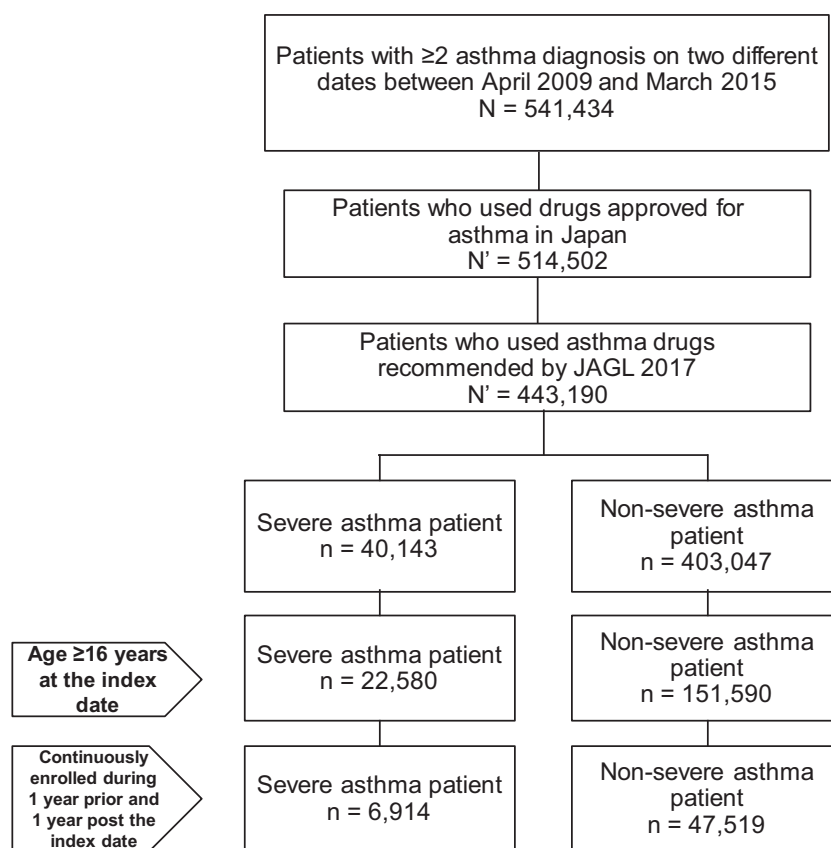 Patients with ≥2 asthma diagnosis on two different
dates between April 2009 and March 2015
N = 541,434
Patients who used drugs approved for
asthma in Japan
N' = 514,502
Patients who used asthma drugs
recommended by JAGL 2017
N' = 443,190
Severe asthma patient
n = 40,143
Non-severe asthma
patient
n = 403,047
Age ≥16 years
at the index
date
Severe asthma patient
n = 22,580
Non-severe asthma
patient
n = 151,590
Continuously
enrolled during
1 year prior and
1 year post the
index date
Severe asthma patient
n = 6,914
Non-severe asthma
patient
n = 47,519